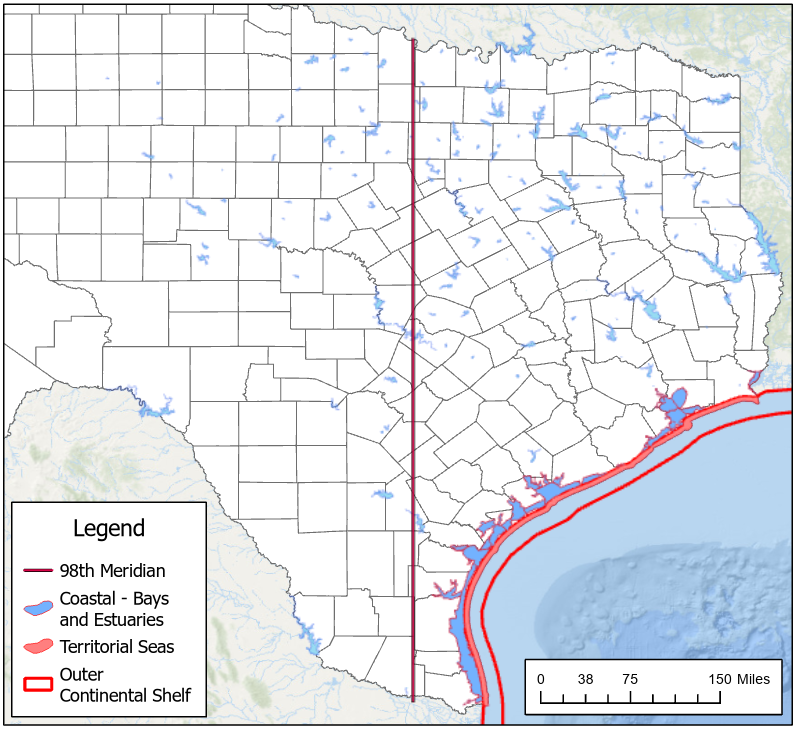 Legend
98th Meridian
Coastal - Bays
and Estuaries
Territorial Seas
Outer
Continental Shelf
0 38 75 150 Miles